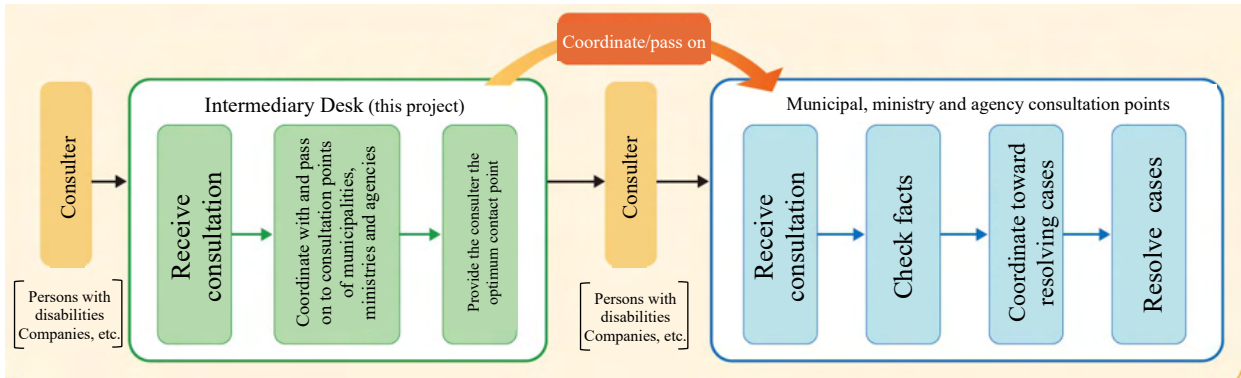 Coordinate/pass on
Consulter
Persons with
disabilities
Companies, etc.
Intermediary Desk (this project)
Receive
consultation
Coordinate with and pass
on to consultation points
of municipalities,
ministries and agencies
Provide the consulter the
optimum contact point
Consulter
Persons with
disabilities
Companies, etc.
Municipal, ministry and agency consultation points
Receive
consultation
Check facts
Coordinate toward
resolving cases
Resolve cases